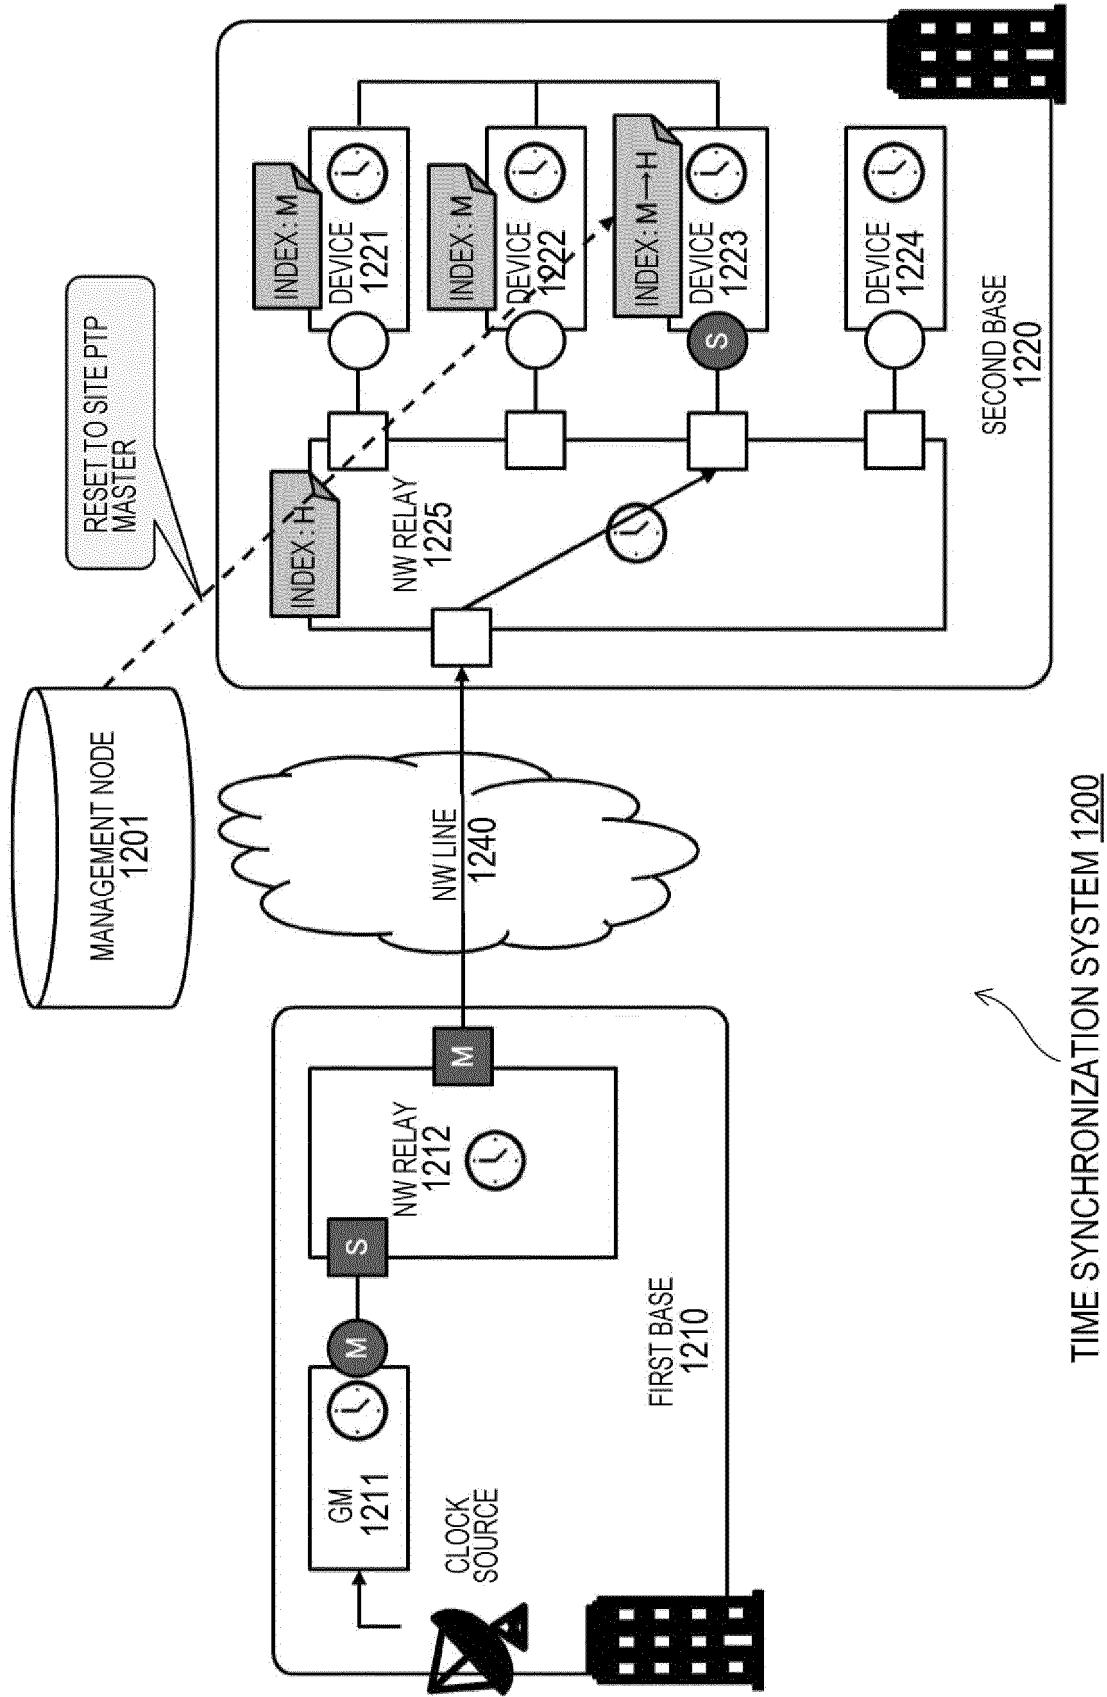 MANAGEMENT NODE
1201
RESET TO SITE PTP
MASTER
CLOCK
SOURCE
GM
1211
M
S
NW RELAY
1212
M
FIRST BASE
1210
NW LINE
1240
INDEX:H
NW RELAY
1225
INDEX:M
DEVICE
1221
INDEX:M
DEVICE
1222
INDEX:M→H
S
DEVICE
1223
DEVICE
1224
SECOND BASE
1220
TIME SYNCHRONIZATION SYSTEM 1200